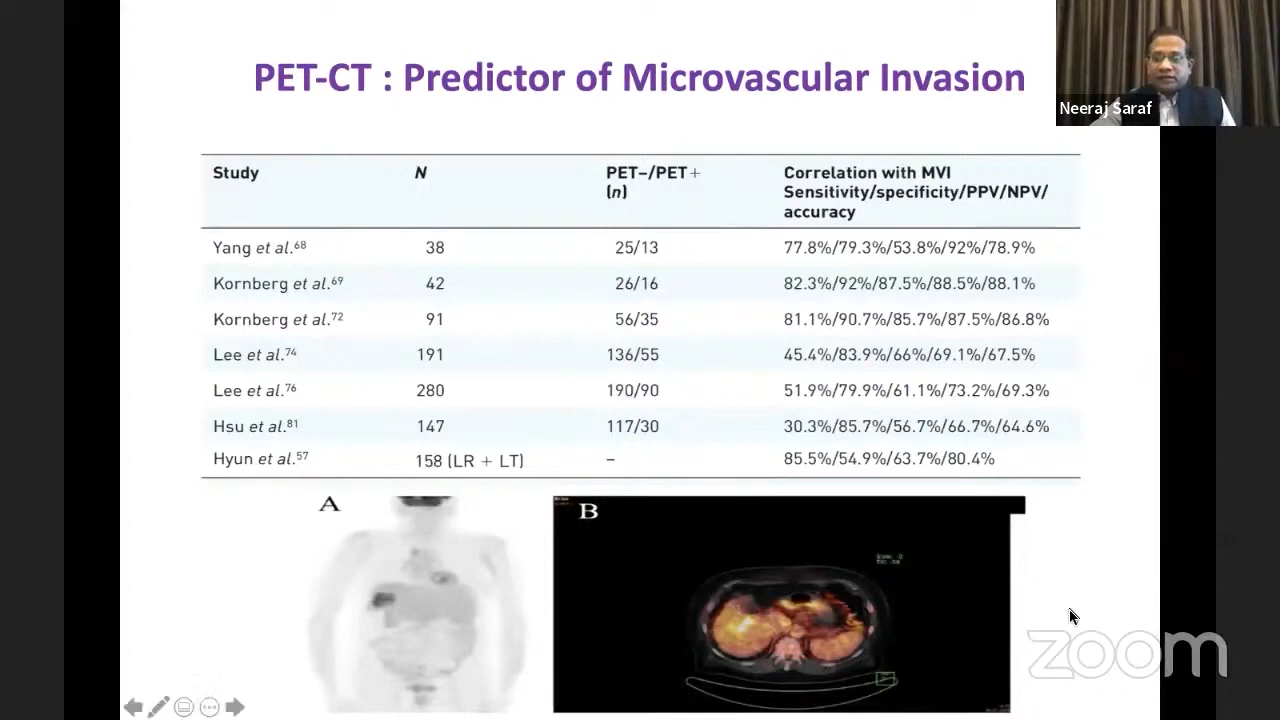 PET-CT : Predictor of Microvascular Invasion
Neeraj Saraf
Study N PET–/PET+ (n) Correlation with MVI Sensitivity/specificity/PPV/NPV/accuracy
Yang et al.68 38 25/13 77.8%/79.3%/53.8%/92%/78.9%
Kornberg et al.69 42 26/16 82.3%/92%/87.5%/88.5%/88.1%
Kornberg et al.72 91 56/35 81.1%/90.7%/85.7%/87.5%/86.8%
Lee et al.74 191 136/55 45.4%/83.9%/66%/69.1%/67.5%
Lee et al.76 280 190/90 51.9%/79.9%/61.1%/73.2%/69.3%
Hsu et al.81 147 117/30 30.3%/85.7%/56.7%/66.7%/64.6%
Hyun et al.57 158 (LR + LT) – 85.5%/54.9%/63.7%/80.4%
A
B
zoom